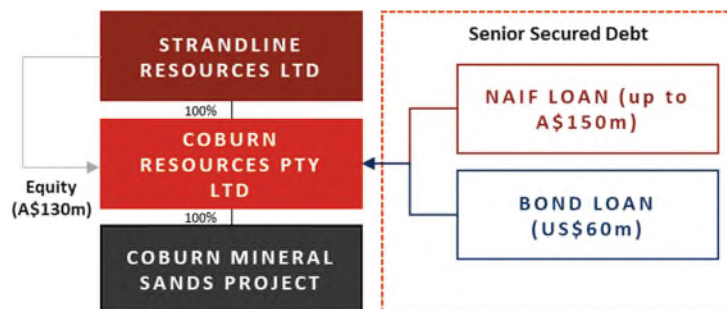 STRANDLINE
RESOURCES LTD
100%
COBURN
RESOURCES PTY
LTD
Equity
(A$130m)
100%
COBURN MINERAL
SANDS PROJECT
Senior Secured Debt
NAIF LOAN (up to
A$150m)
BOND LOAN
(US$60m)